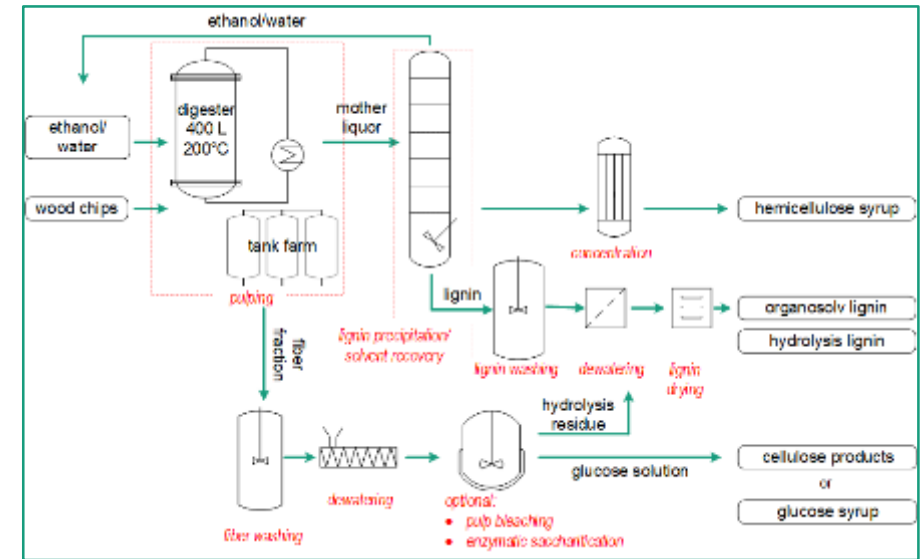 ethanol/water
digester
400 L
200°C
mother
liquor
ethanol/
water
wood chips
tank farm
pulping
hemicellulose syrup
concentration
lignin
lignin precipitation/
solvent recovery
organosolv lignin
hydrolysis lignin
lignin washing
dewatering
lignin
drying
fiber
fraction
hydrolysis
residue
glucose solution
cellulose products
or
glucose syrup
fiber washing
dewatering
optional:
• pulp bleaching
• enzymatic saccharification